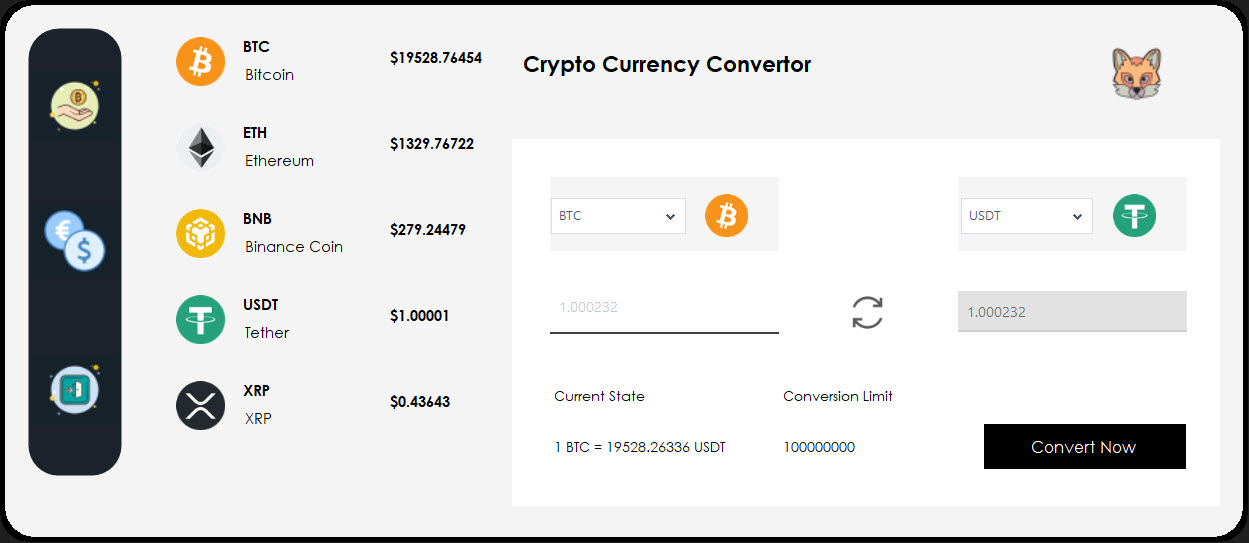 BTC
Bitcoin
$19528.76454
ETH
Ethereum
$1329.76722
BNB
Binance Coin
$279.24479
USDT
Tether
$1.00001
XRP
XRP
$0.43643
Crypto Currency Convertor
BTC
USDT
1.000232
1.000232
Current State
Conversion Limit
1 BTC = 19528.26336 USDT
100000000
Convert Now